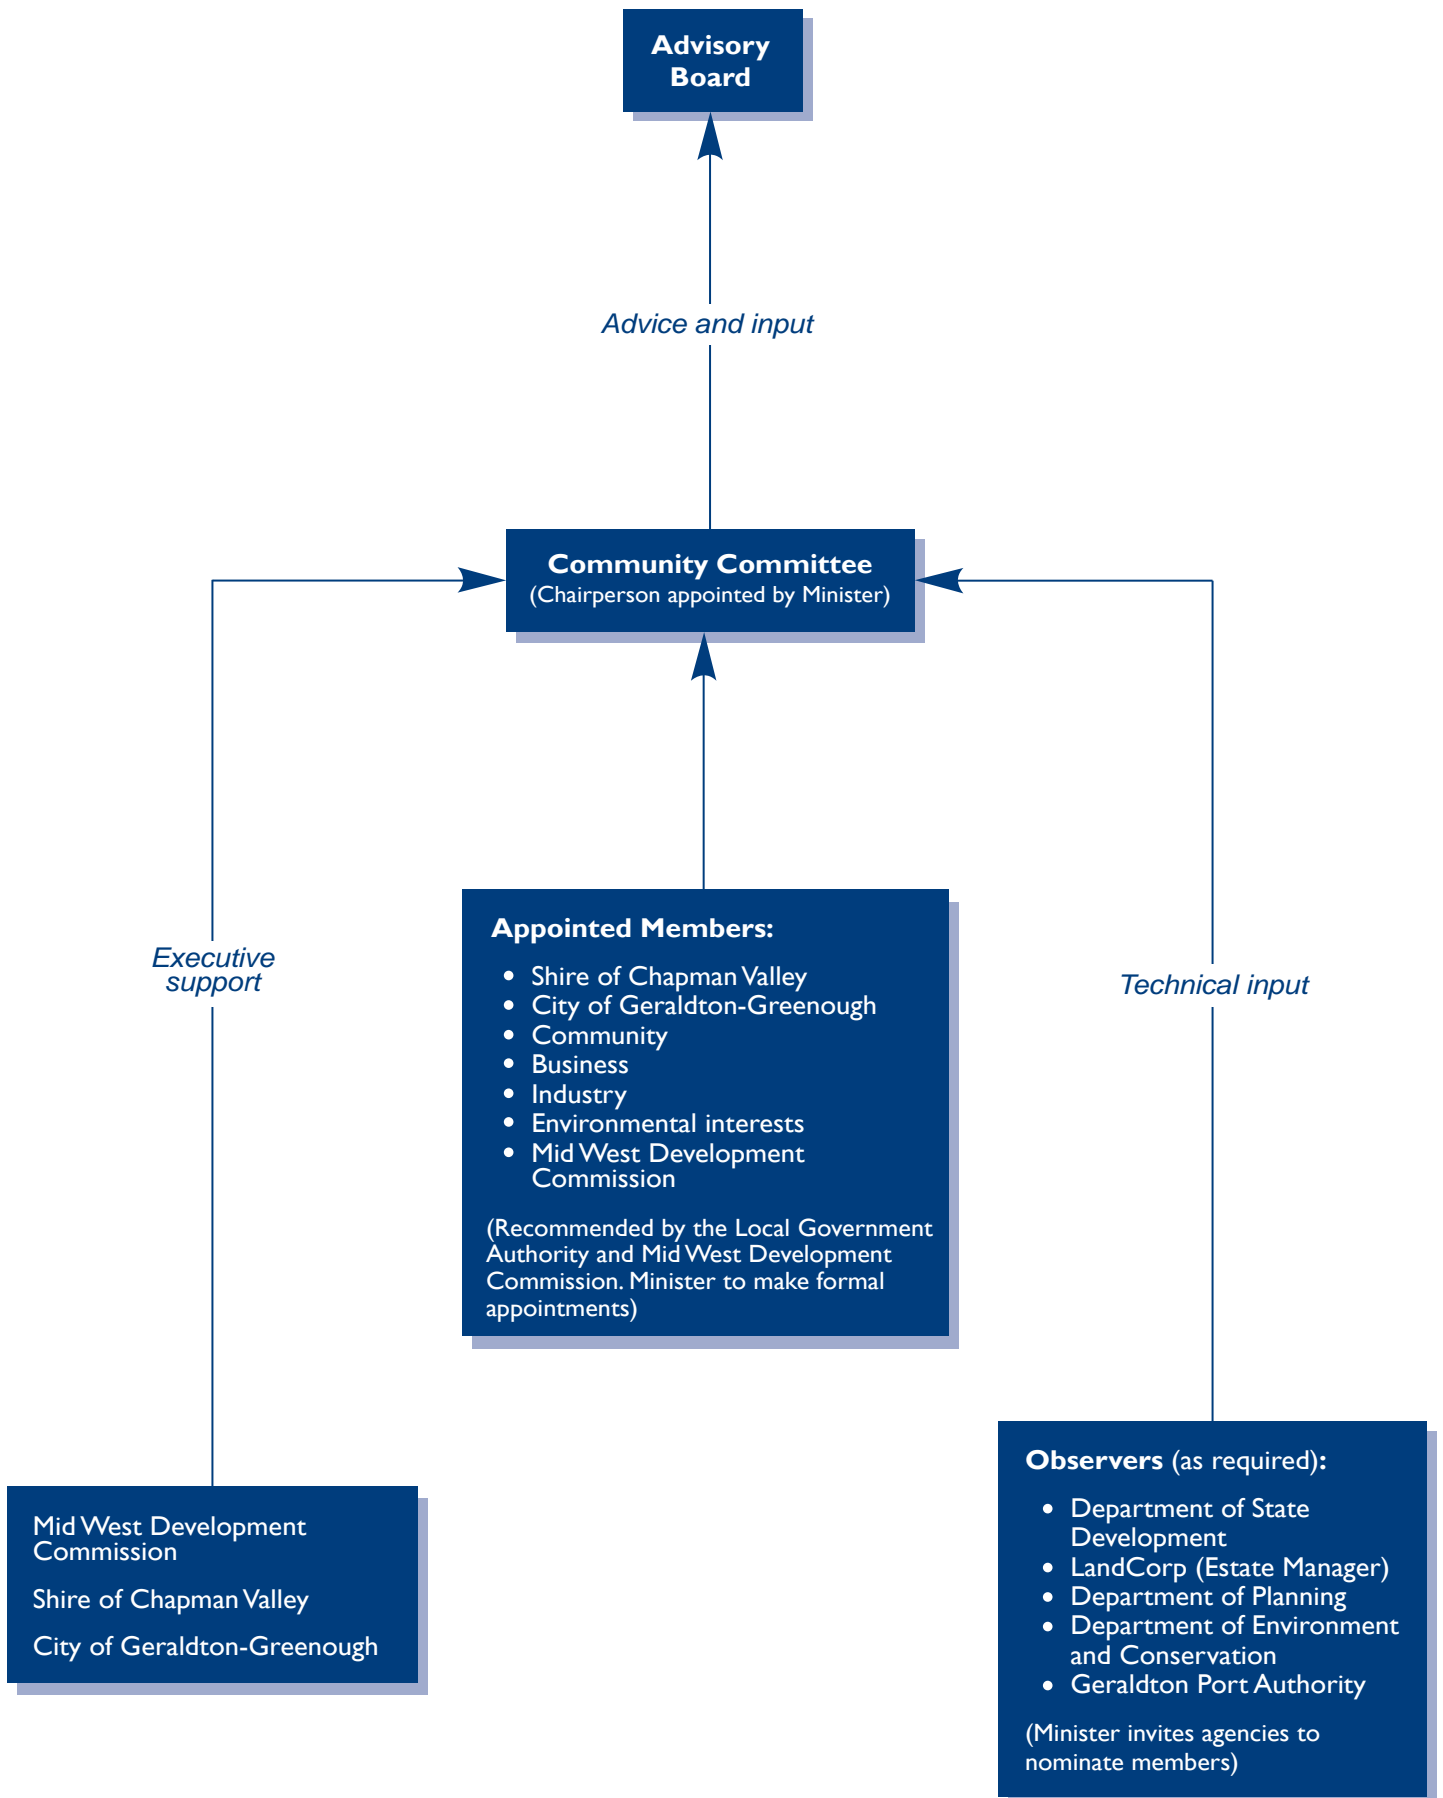 Advisory
Board
Advice and input
Community Committee
(Chairperson appointed by Minister)
Executive
support
Appointed Members:
• Shire of Chapman Valley
• City of Geraldton-Greenough
• Community
• Business
• Industry
• Environmental interests
• Mid West Development
Commission
(Recommended by the Local Government
Authority and Mid West Development
Commission. Minister to make formal
appointments)
Technical input
Mid West Development
Commission
Shire of Chapman Valley
City of Geraldton-Greenough
Observers (as required):
• Department of State
Development
• LandCorp (Estate Manager)
• Department of Planning
• Department of Environment
and Conservation
• Geraldton Port Authority
(Minister invites agencies to
nominate members)